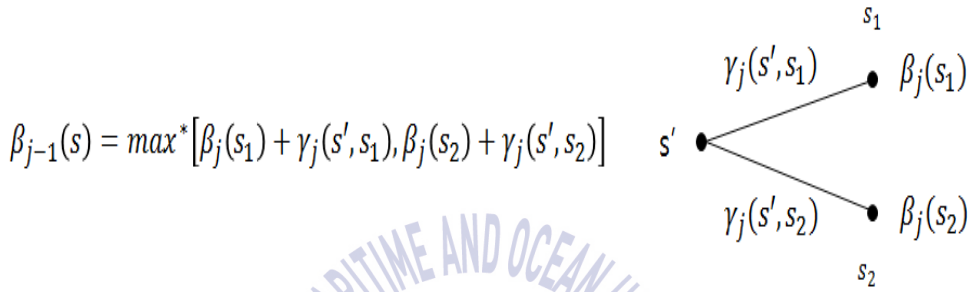 s₁
γⱼ(s′,s₁)
βⱼ(s₁)
βⱼ₋₁(s) = max*[βⱼ(s₁)+γⱼ(s′,s₁),βⱼ(s₂)+γⱼ(s′,s₂)]
s′
γⱼ(s′,s₂)
βⱼ(s₂)
s₂
AND OCEAN